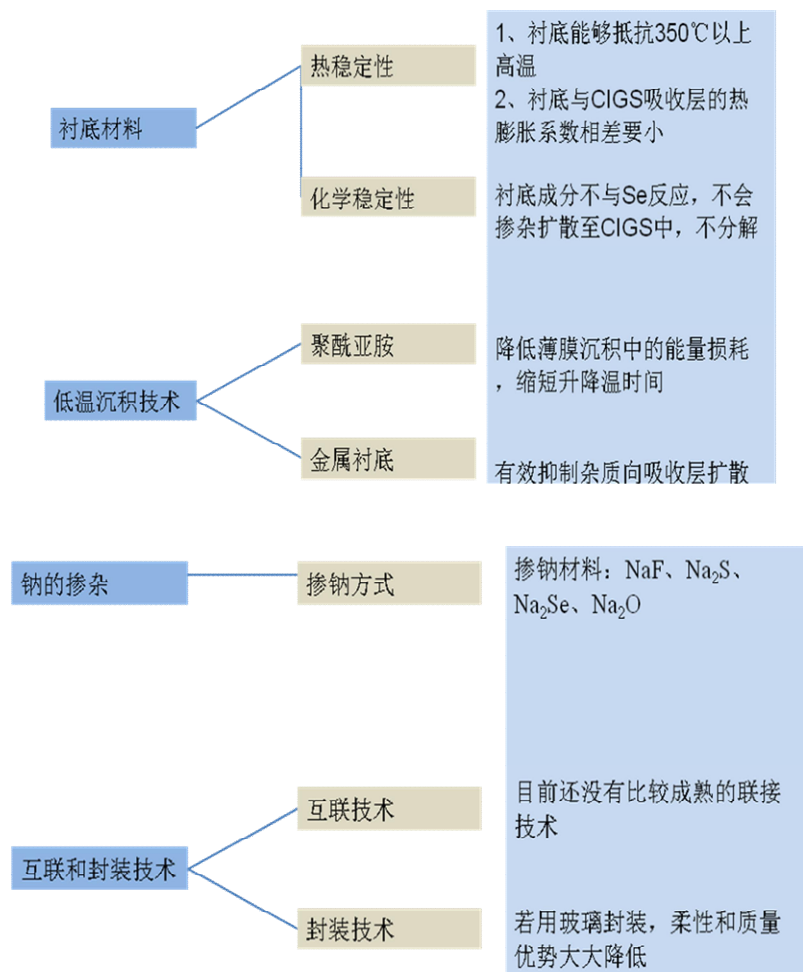 衬底材料
热稳定性
1、衬底能够抵抗350℃以上
高温
2、衬底与CIGS吸收层的热
膨胀系数相差要小
化学稳定性
衬底成分不与Se反应，不会
掺杂扩散至CIGS中，不分解
低温沉积技术
聚酰亚胺
降低薄膜沉积中的能量损耗
，缩短升降温时间
金属衬底
有效抑制杂质向吸收层扩散
钠的掺杂
掺钠方式
掺钠材料：NaF、Na₂S、
Na₂Se、Na₂O
互联和封装技术
互联技术
目前还没有比较成熟的联接
技术
封装技术
若用玻璃封装，柔性和质量
优势大大降低